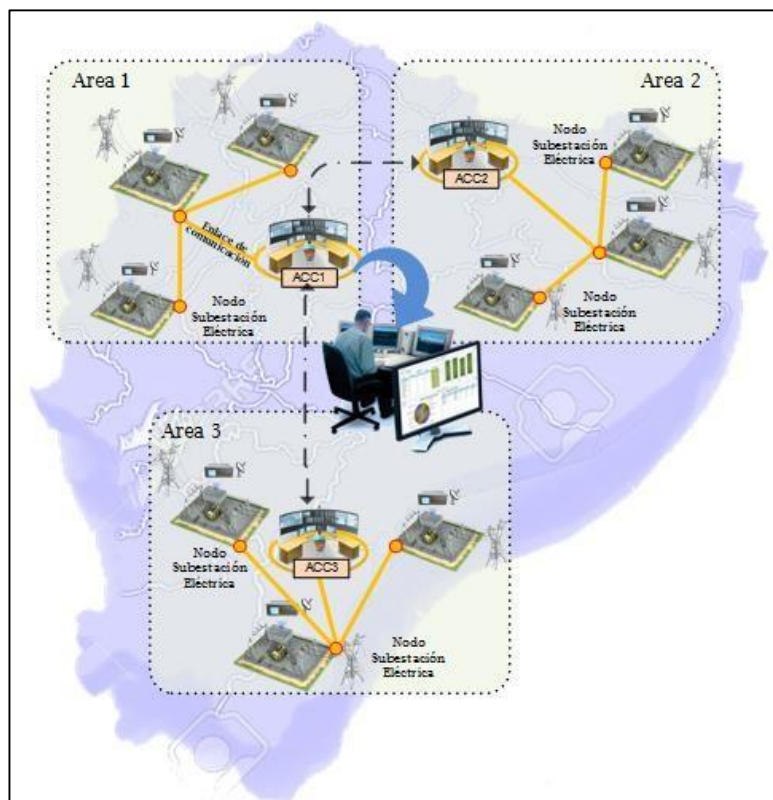 Area 1
Area 2
Nodo
Subestación
Eléctrica
ACC2
Enlace de
comunicación
ACC1
Nodo
Subestación
Eléctrica
Nodo
Subestación
Eléctrica
Area 3
Nodo
Subestación
Eléctrica
ACC3
Nodo
Subestación
Eléctrica